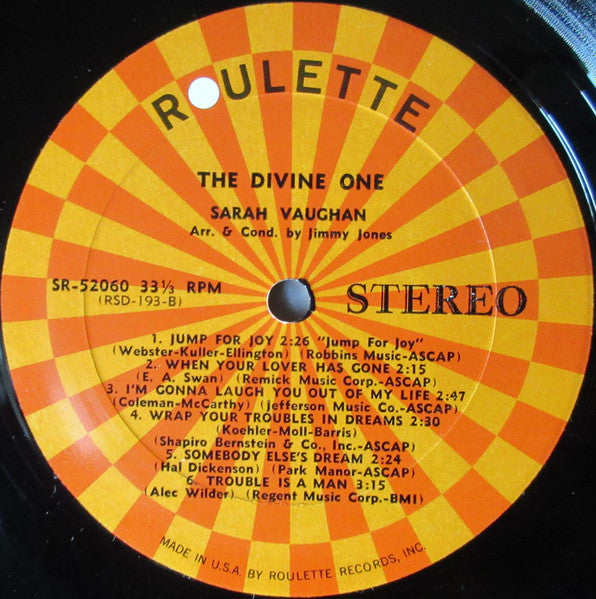 ROULETTE
THE DIVINE ONE
SARAH VAUGHAN
Arr. & Cond. by Jimmy Jones
SR-52060 33⅓ RPM
(RSD-193-B)
STEREO
1. JUMP FOR JOY 2:26 "Jump For Joy"
(Webster-Kuller-Ellington) (Robbins Music-ASCAP)
2. WHEN YOUR LOVER HAS GONE 2:15
(E. A. Swan) (Remick Music Corp.-ASCAP)
3. I'M GONNA LAUGH YOU OUT OF MY LIFE 2:47
(Coleman-McCarthy) (Jefferson Music Co.-ASCAP)
4. WRAP YOUR TROUBLES IN DREAMS 2:30
(Koehler-Moll-Barris)
(Shapiro Bernstein & Co., Inc.-ASCAP)
5. SOMEBODY ELSE'S DREAM 2:24
(Hal Dickenson) (Park Manor-ASCAP)
6. TROUBLE IS A MAN 3:15
(Alec Wilder) (Regent Music Corp.-BMI)
MADE IN U.S.A. BY ROULETTE RECORDS, INC.